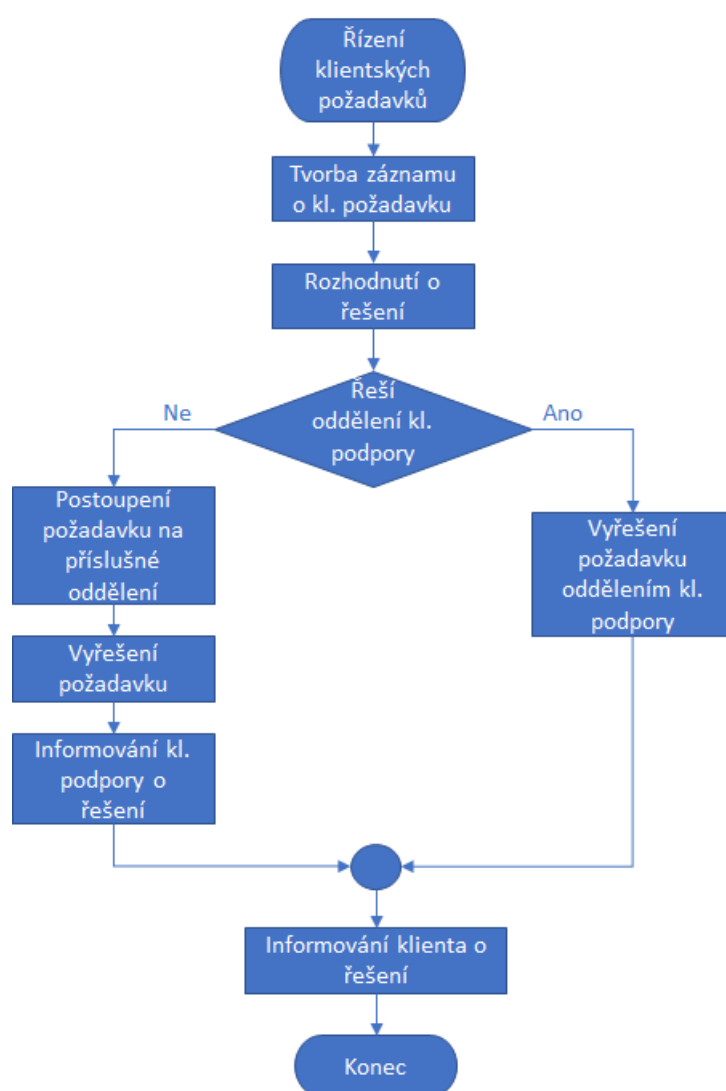 Řízení
klientských
požadavků
Tvorba záznamu
o kl. požadavku
Rozhodnutí o
řešení
Řeší
oddělení kl.
podpory
Ne
Ano
Postoupení
požadavku na
příslušné
oddělení
Vyřešení
požadavku
Informování kl.
podpory o
řešení
Vyřešení
požadavku
oddělením kl.
podpory
Informování klienta o
řešení
Konec